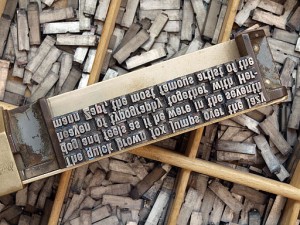 The quick brown fox jumps over the lazy
dog and feels as if he were in the seventh
heaven of typography together with Her-
mann Zapf, the most famous artist of the